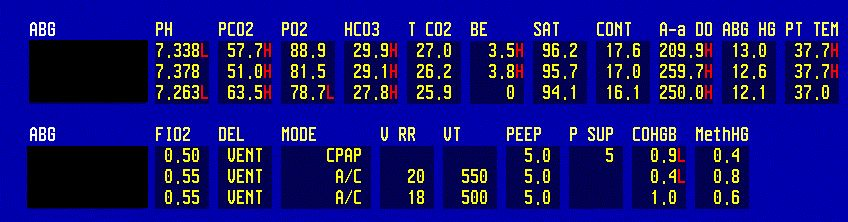 ABG PH PCO2 PO2 HCO3 T CO2 BE SAT CONT A-a DO ABG HG PT TEM
7.338L 57.7H 88.9 29.9H 27.0 3.5H 96.2 17.6 209.9H 13.0 37.7H
7.378 51.0H 81.5 29.1H 26.2 3.8H 95.7 17.0 259.7H 12.6 37.7H
7.263L 63.5H 78.7L 27.8H 25.9 0 94.1 16.1 250.0H 12.1 37.0
ABG FIO2 DEL MODE V RR VT PEEP P SUP COHGB MethHG
0.50 VENT CPAP 5.0 5 0.9L 0.4
0.55 VENT A/C 20 550 5.0 0.4L 0.8
0.55 VENT A/C 18 500 5.0 1.0 0.6